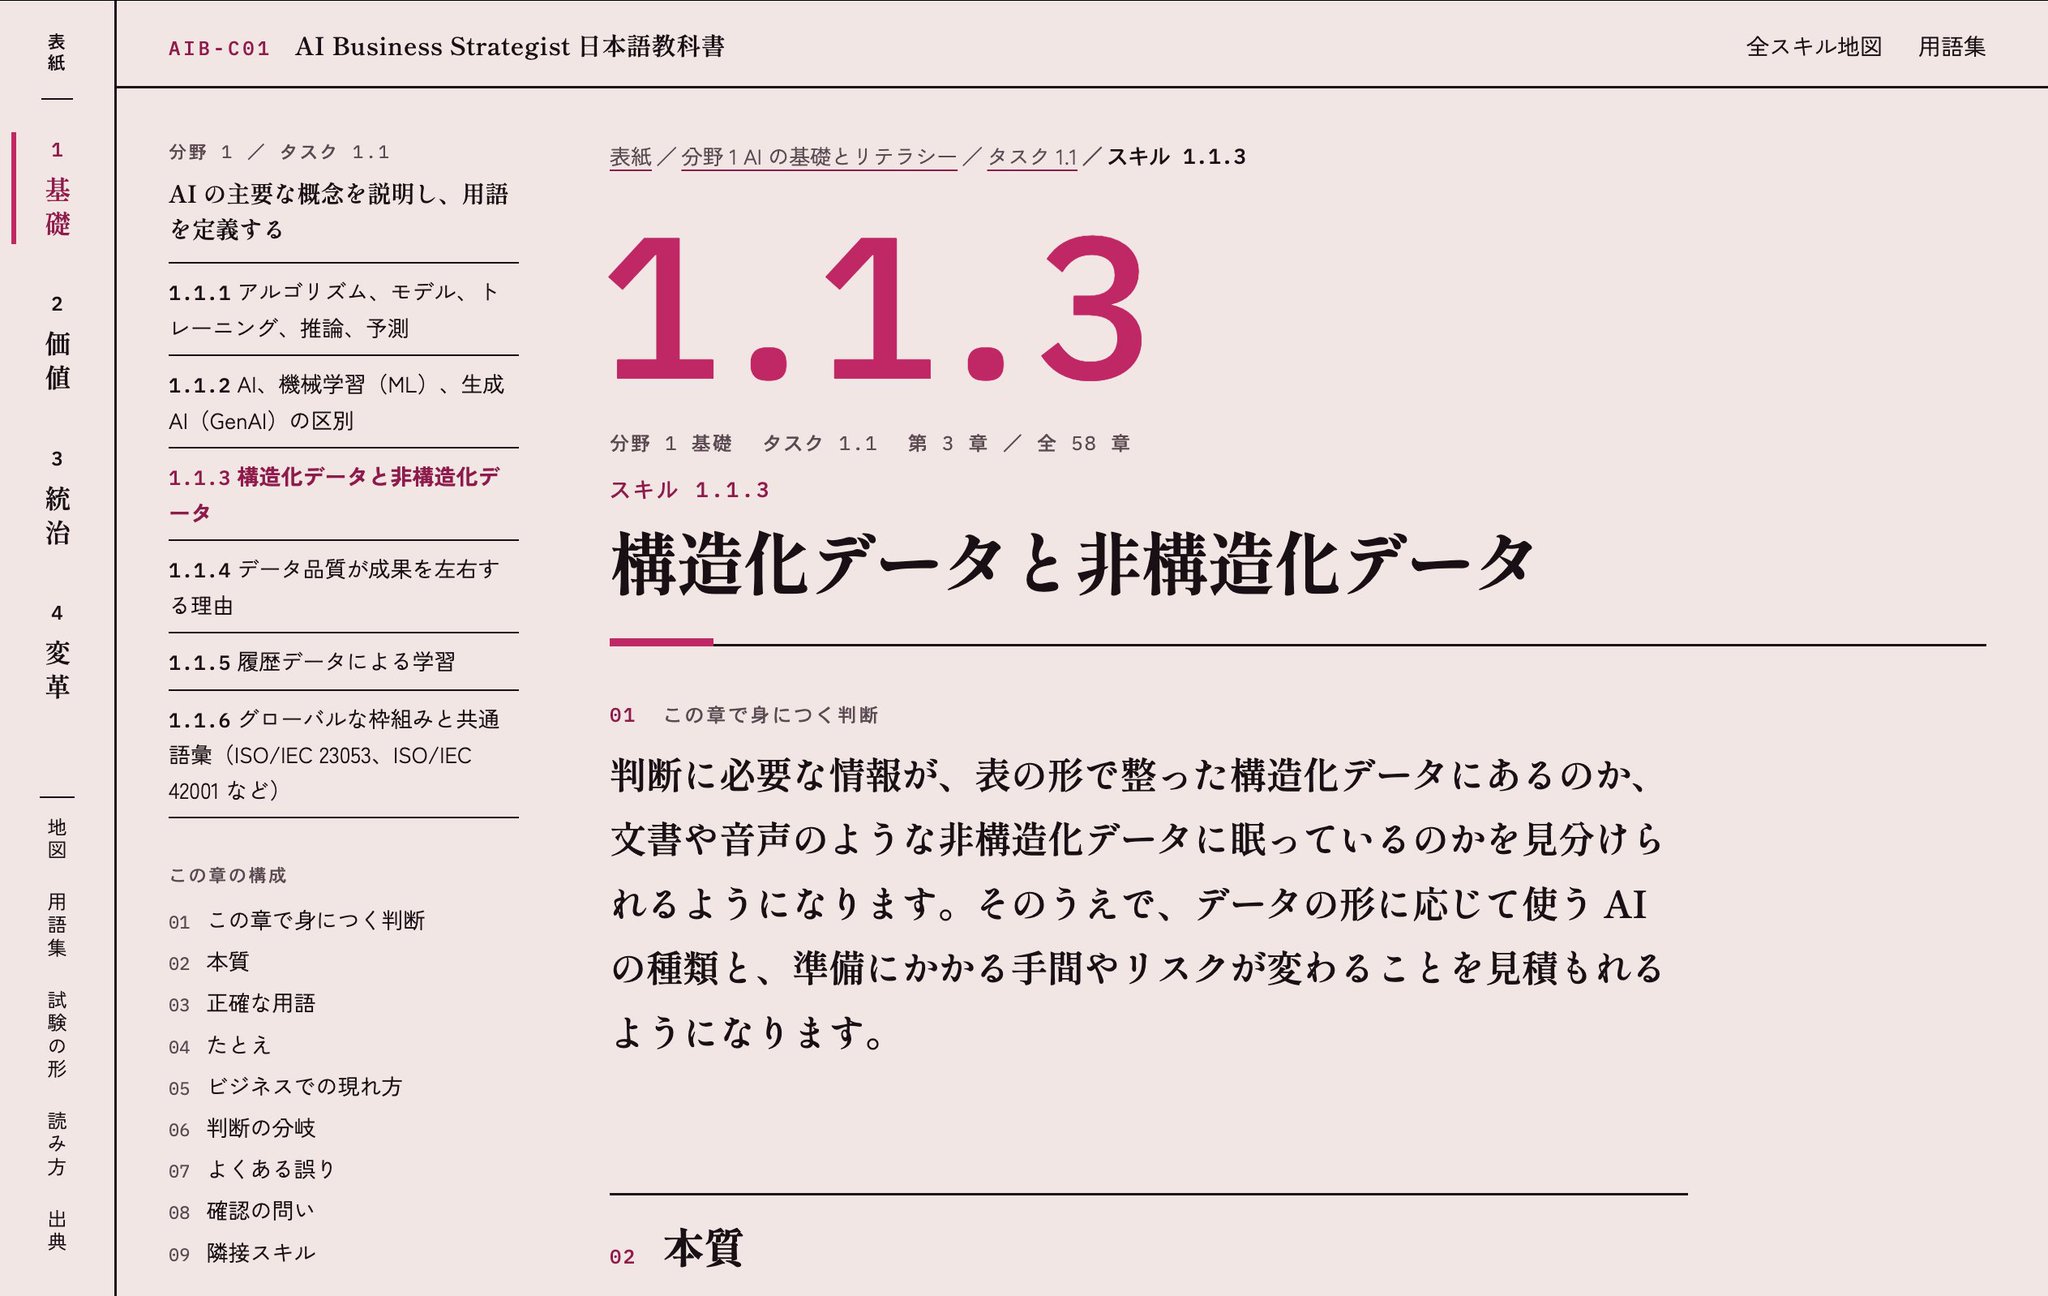 表紙
1
基礎
2
価値
3
統治
4
変革
地図
用語集
試験の形
読み方
出典
AIB-C01 AI Business Strategist 日本語教科書
全スキル地図 用語集
分野 1 ／ タスク 1.1
AI の主要な概念を説明し、用語
を定義する
1.1.1 アルゴリズム、モデル、ト
レーニング、推論、予測
1.1.2 AI、機械学習（ML）、生成
AI（GenAI）の区別
1.1.3 構造化データと非構造化デ
ータ
1.1.4 データ品質が成果を左右す
る理由
1.1.5 履歴データによる学習
1.1.6 グローバルな枠組みと共通
語彙（ISO/IEC 23053、ISO/IEC
42001 など）
この章の構成
01 この章で身につく判断
02 本質
03 正確な用語
04 たとえ
05 ビジネスでの現れ方
06 判断の分岐
07 よくある誤り
08 確認の問い
09 隣接スキル
表紙／分野 1 AI の基礎とリテラシー／タスク 1.1／スキル 1.1.3
1.1.3
分野 1 基礎 タスク 1.1 第 3 章 ／ 全 58 章
スキル 1.1.3
構造化データと非構造化データ
01 この章で身につく判断
判断に必要な情報が、表の形で整った構造化データにあるのか、
文書や音声のような非構造化データに眠っているのかを見分けら
れるようになります。そのうえで、データの形に応じて使う AI
の種類と、準備にかかる手間やリスクが変わることを見積もれる
ようになります。
02 本質